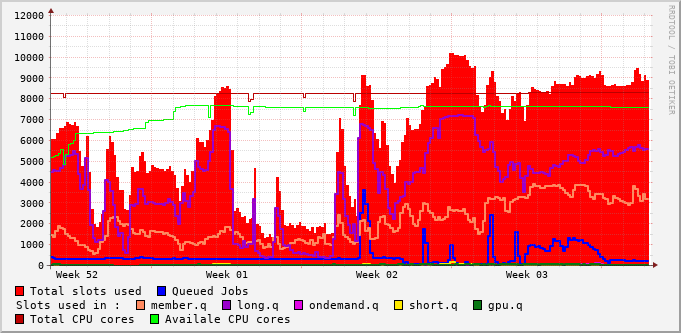 RRDTOOL / TOBI OETIKER
12000
11000
10000
9000
8000
7000
6000
5000
4000
3000
2000
1000
0
Week 52 Week 01 Week 02 Week 03
Total slots used Queued Jobs
Slots used in : member.q long.q ondemand.q short.q gpu.q
Total CPU cores Availale CPU cores